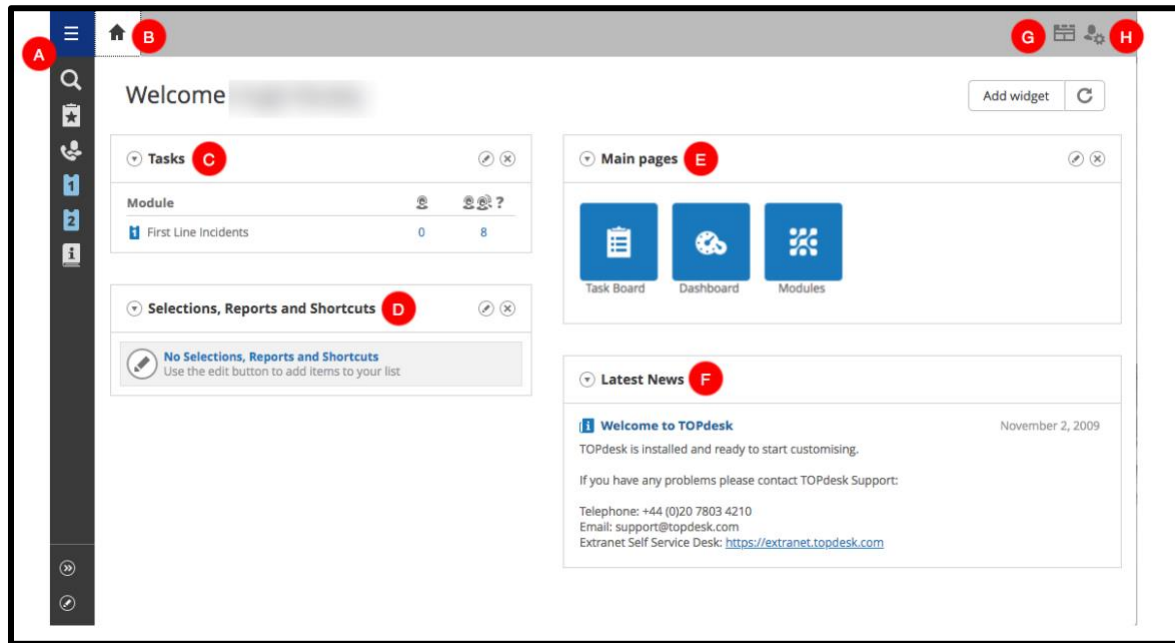 A
B
G
H
Welcome
Add widget
Tasks C
Module ?
First Line Incidents 0 8
Selections, Reports and Shortcuts D
No Selections, Reports and Shortcuts
Use the edit button to add items to your list
1
2
i
Main pages E
Task Board Dashboard Modules
Latest News F
i Welcome to TOPdesk November 2, 2009
TOPdesk is installed and ready to start customising.
If you have any problems please contact TOPdesk Support:
Telephone: +44 (0)20 7803 4210
Email: support@topdesk.com
Extranet Self Service Desk: https://extranet.topdesk.com